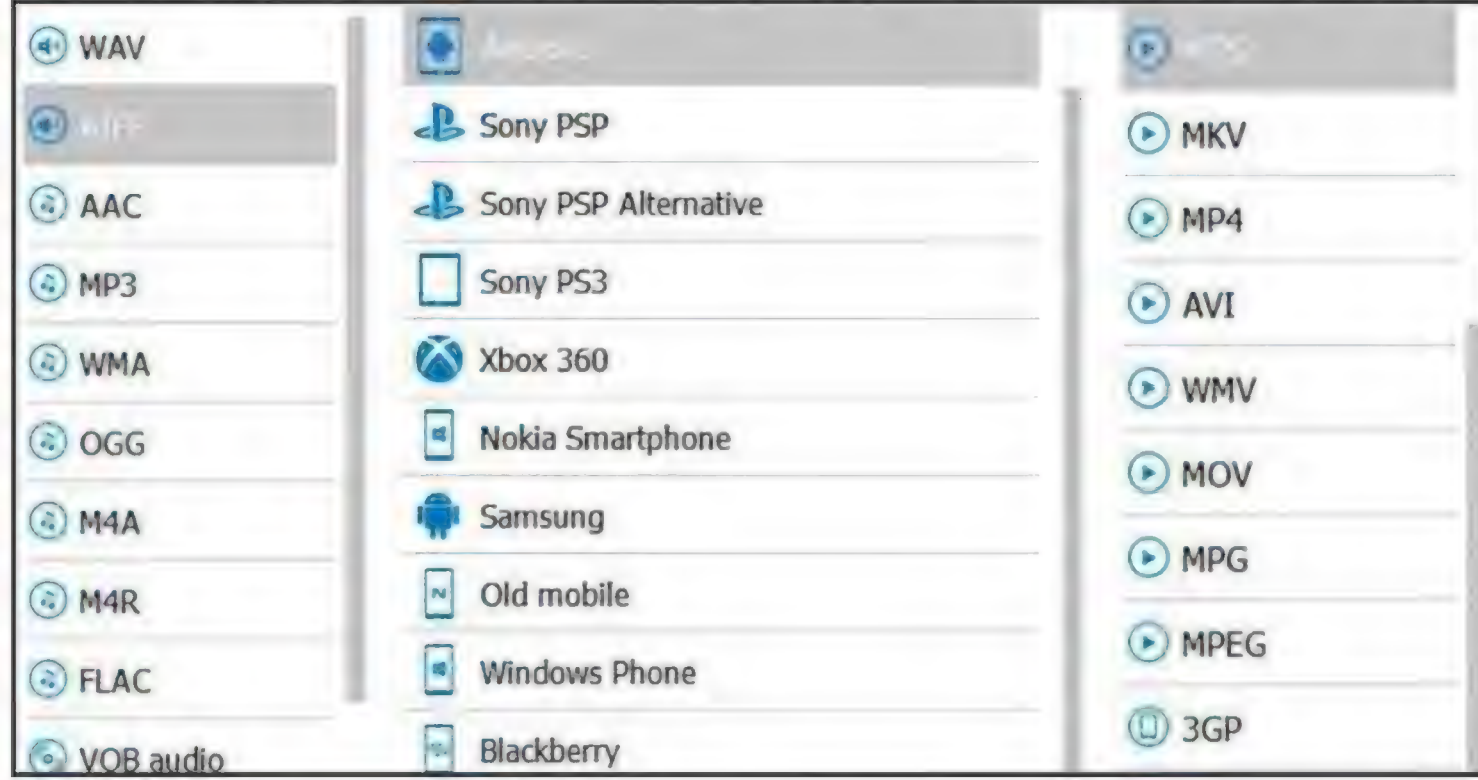 WAV
AAC
MP3
WMA
OGG
M4A
M4R
FLAC
VOB audio
Sony PSP
Sony PSP Alternative
Sony PS3
Xbox 360
Nokia Smartphone
Samsung
Old mobile
Windows Phone
Blackberry
MKV
MP4
AVI
WMV
MOV
MPG
MPEG
3GP